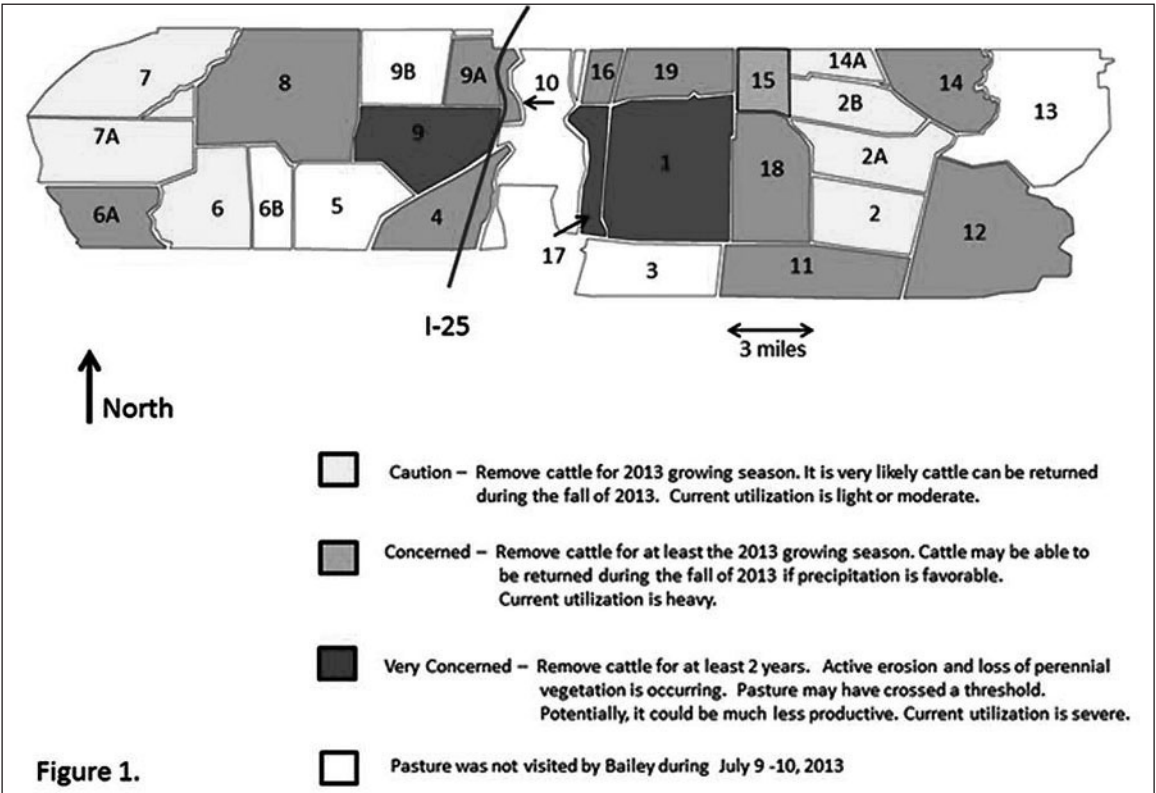 7
8
9B
9A
10
16
19
15
14A
14
13
2B
7A
9
1
2A
18
6A
6
6B
5
4
2
12
17
3
11
I-25
3 miles
North
Caution – Remove cattle for 2013 growing season. It is very likely cattle can be returned
during the fall of 2013. Current utilization is light or moderate.
Concerned – Remove cattle for at least the 2013 growing season. Cattle may be able to
be returned during the fall of 2013 if precipitation is favorable.
Current utilization is heavy.
Very Concerned – Remove cattle for at least 2 years. Active erosion and loss of perennial
vegetation is occurring. Pasture may have crossed a threshold.
Potentially, it could be much less productive. Current utilization is severe.
Figure 1.
Pasture was not visited by Bailey during July 9 -10, 2013